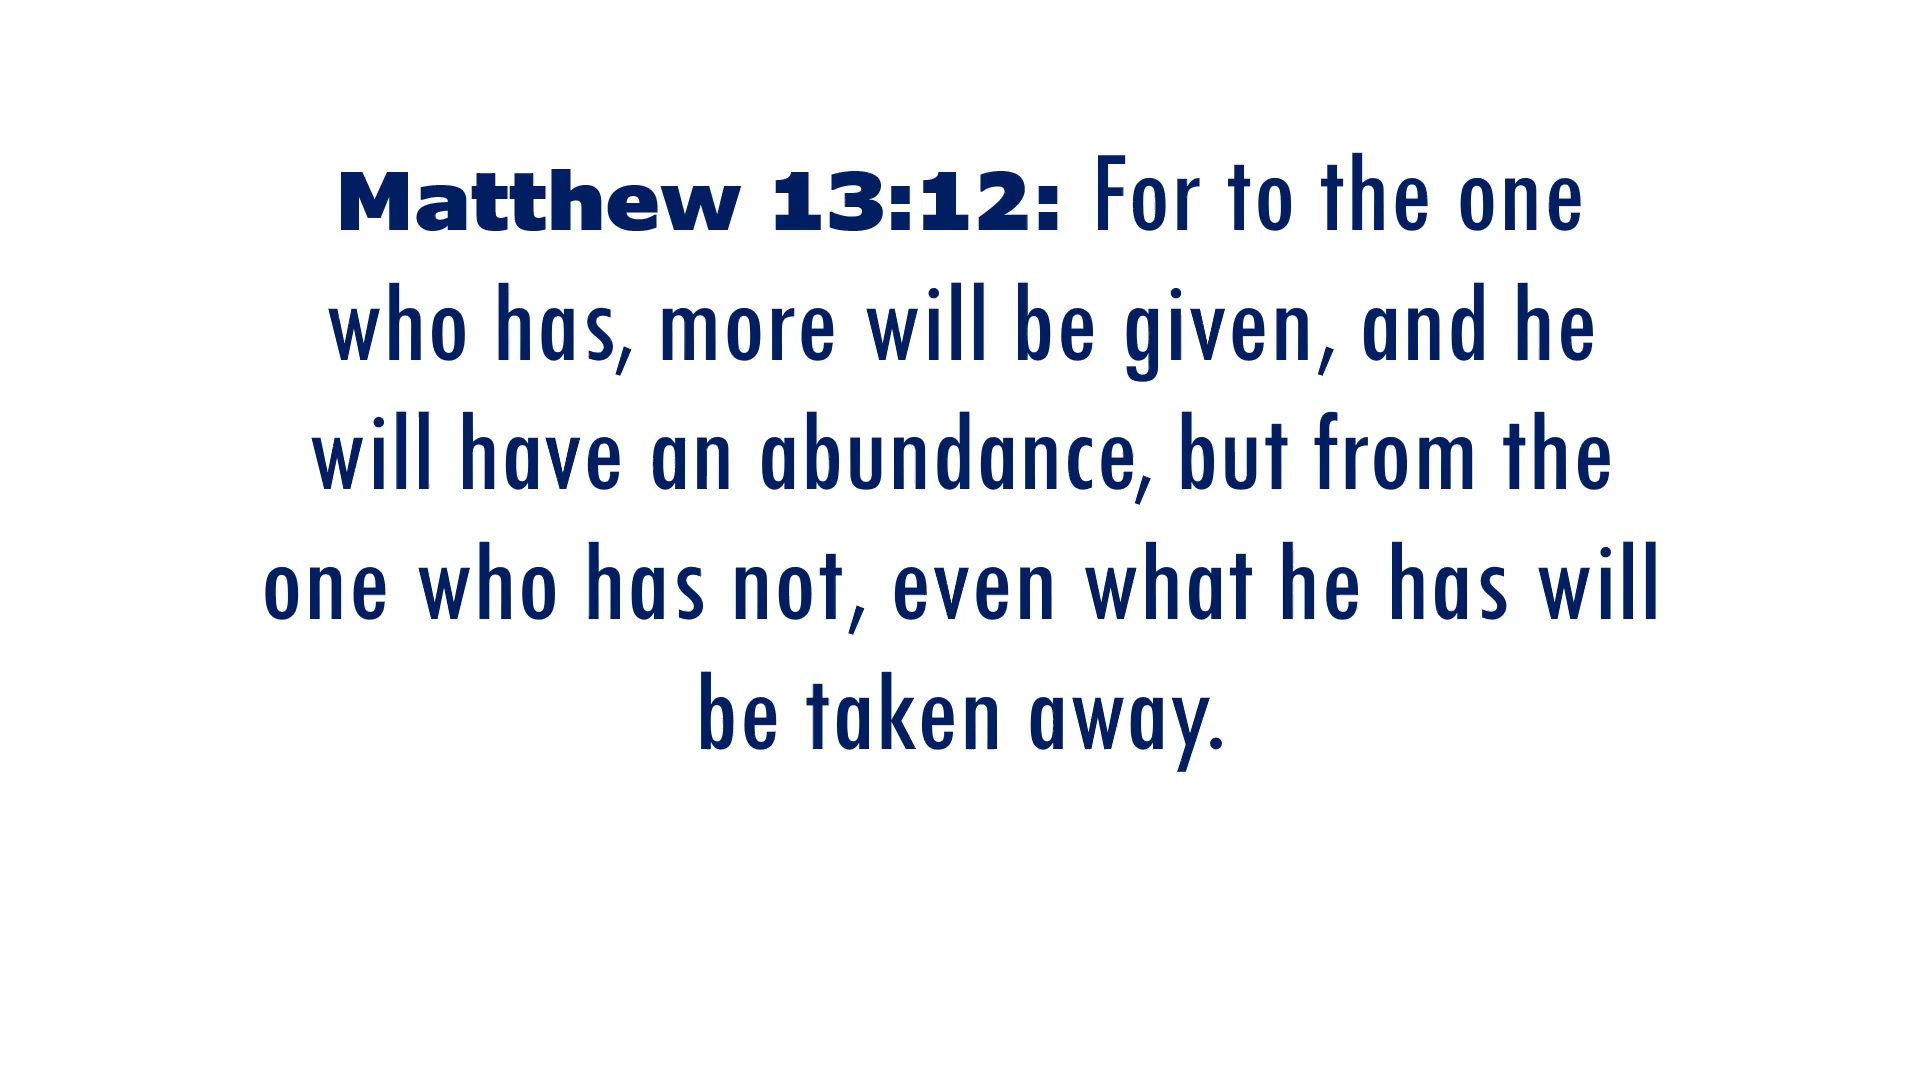 Matthew 13:12: For to the one
who has, more will be given, and he
will have an abundance, but from the
one who has not, even what he has will
be taken away.